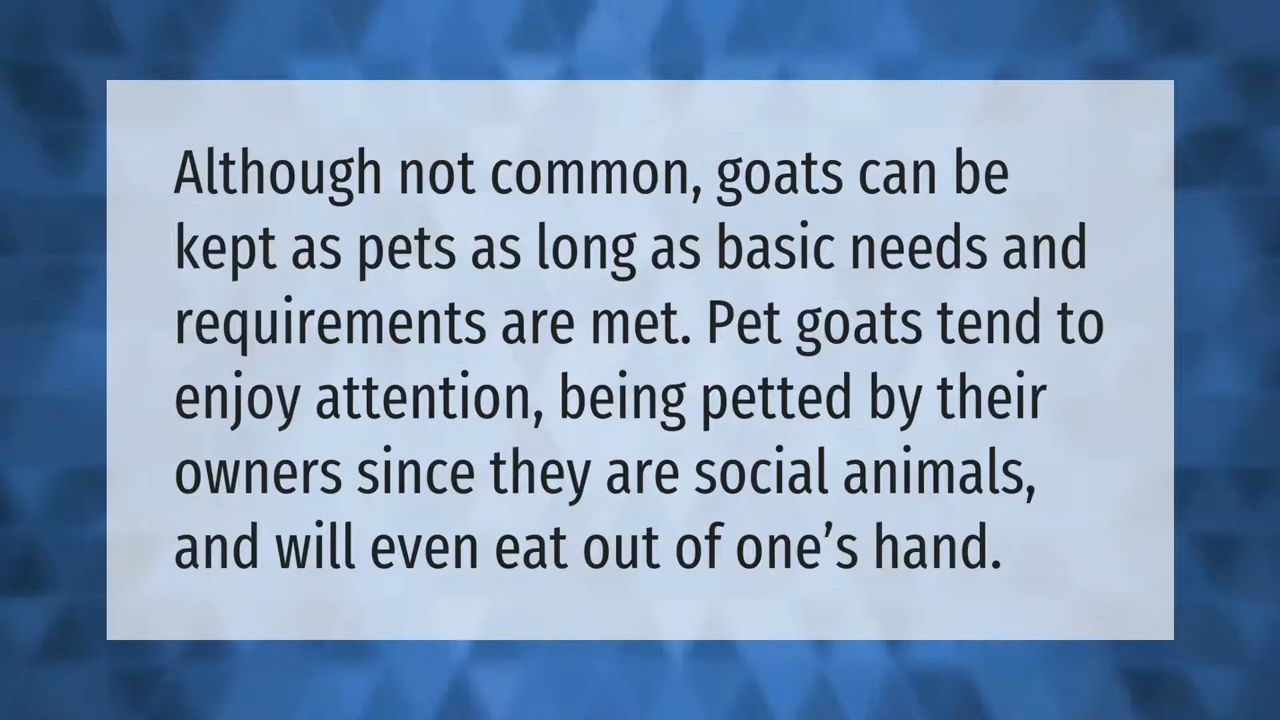 Although not common, goats can be
kept as pets as long as basic needs and
requirements are met. Pet goats tend to
enjoy attention, being petted by their
owners since they are social animals,
and will even eat out of one’s hand.